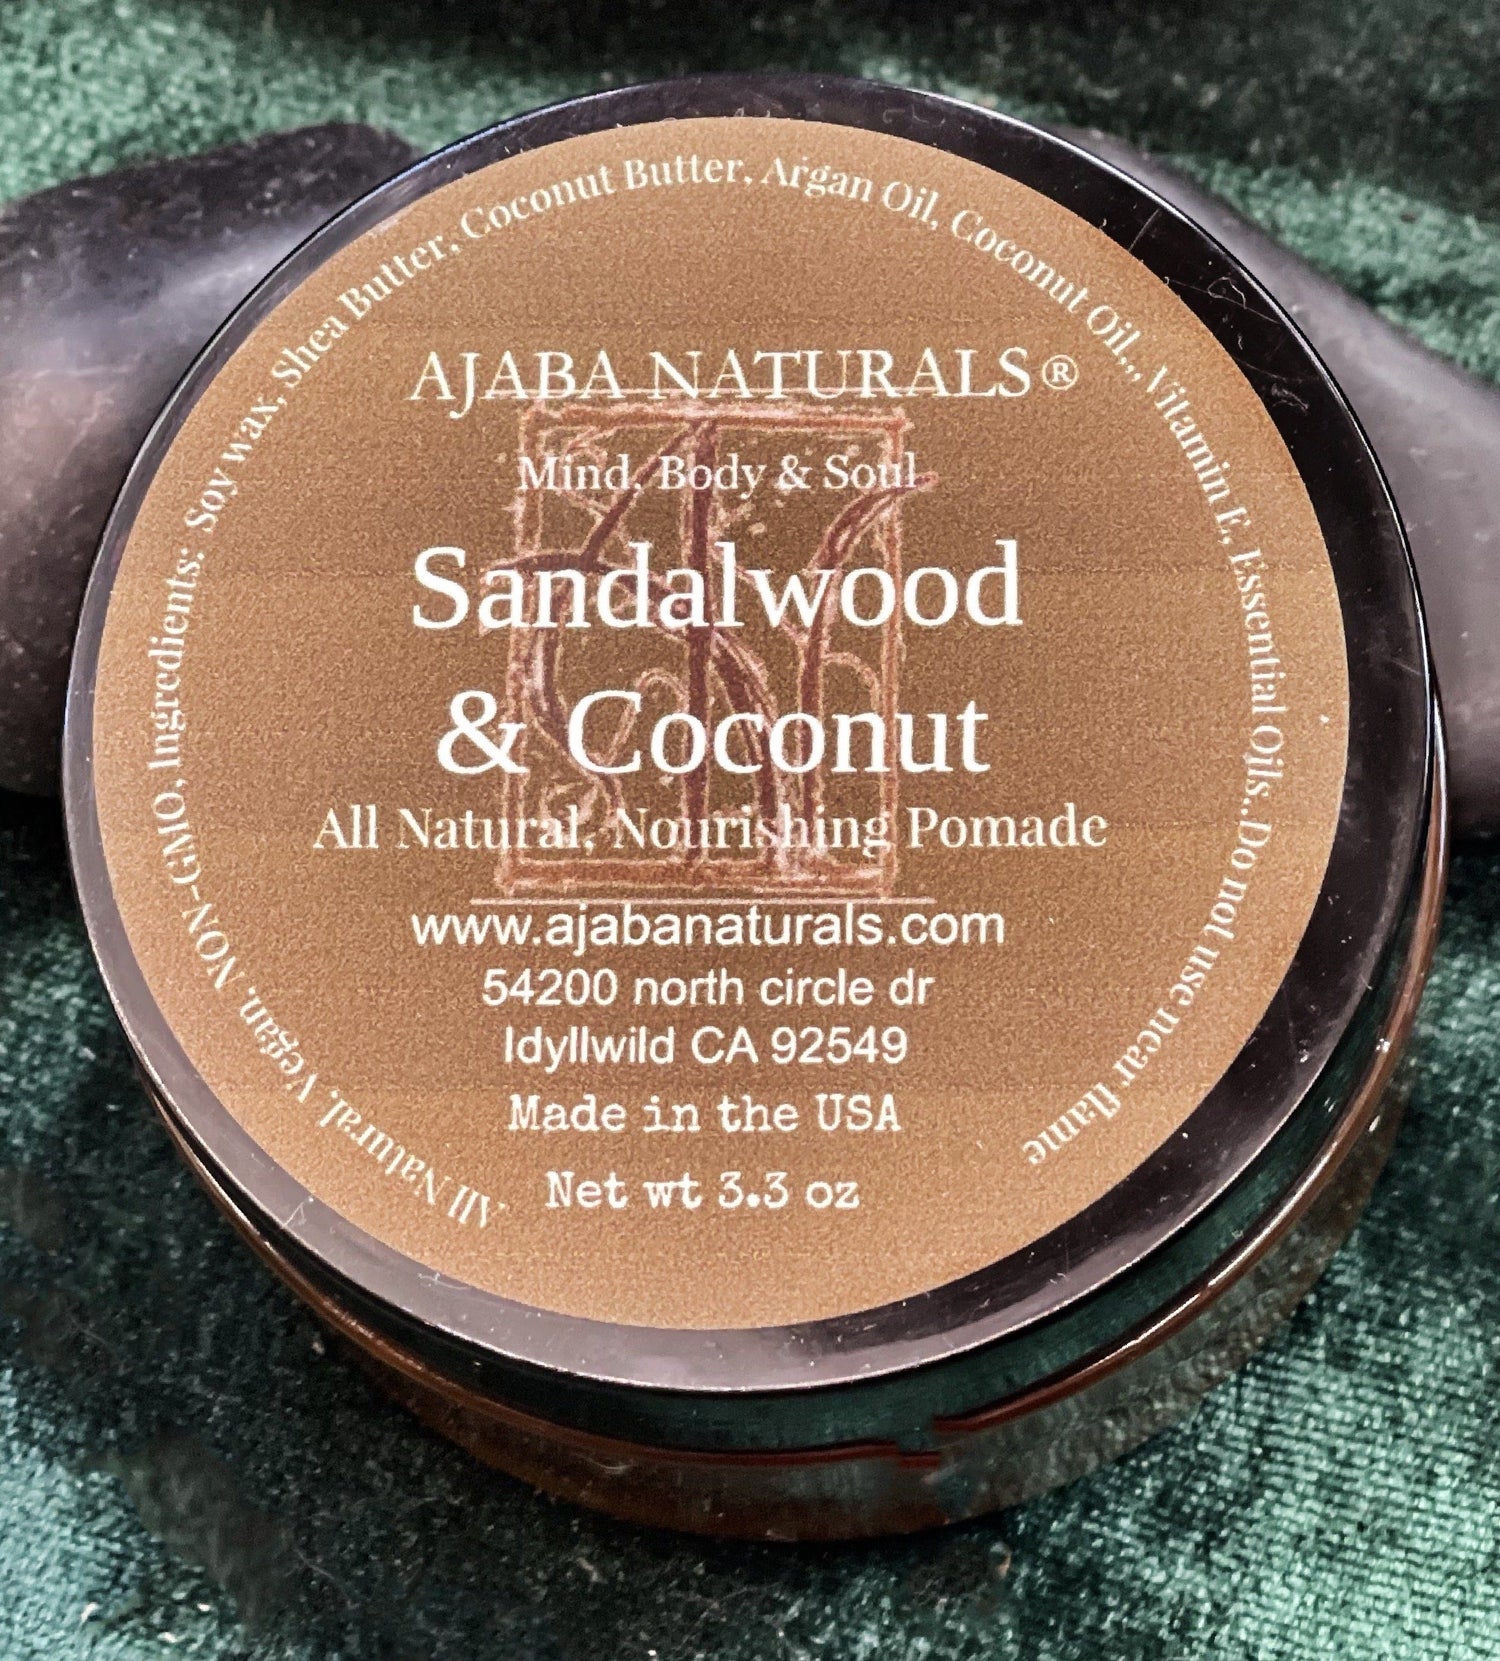 AJABA NATURALS®
Mind, Body & Soul
Sandalwood
& Coconut
All Natural, Nourishing Pomade
www.ajabanaturals.com
54200 north circle dr
Idyllwild CA 92549
Made in the USA
Net wt 3.3 oz
All Natural, Vegan, NON-GMO, Ingredients: Soy wax, Shea Butter, Coconut Butter, Argan Oil, Coconut Oil,,, Vitamin E, Essential Oils..Do not use near flame